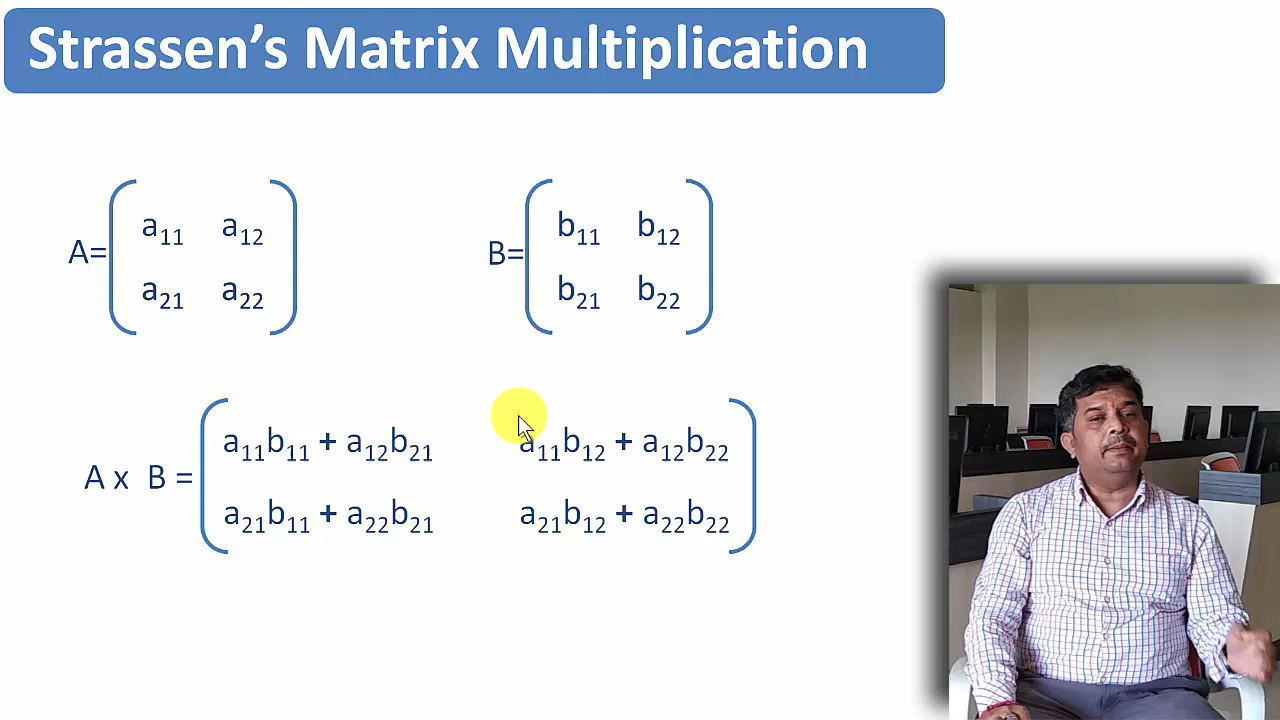 Strassen’s Matrix Multiplication
A= a₁₁ a₁₂
a₂₁ a₂₂
B= b₁₁ b₁₂
b₂₁ b₂₂
A x B = a₁₁b₁₁ + a₁₂b₂₁ a₁₁b₁₂ + a₁₂b₂₂
a₂₁b₁₁ + a₂₂b₂₁ a₂₁b₁₂ + a₂₂b₂₂